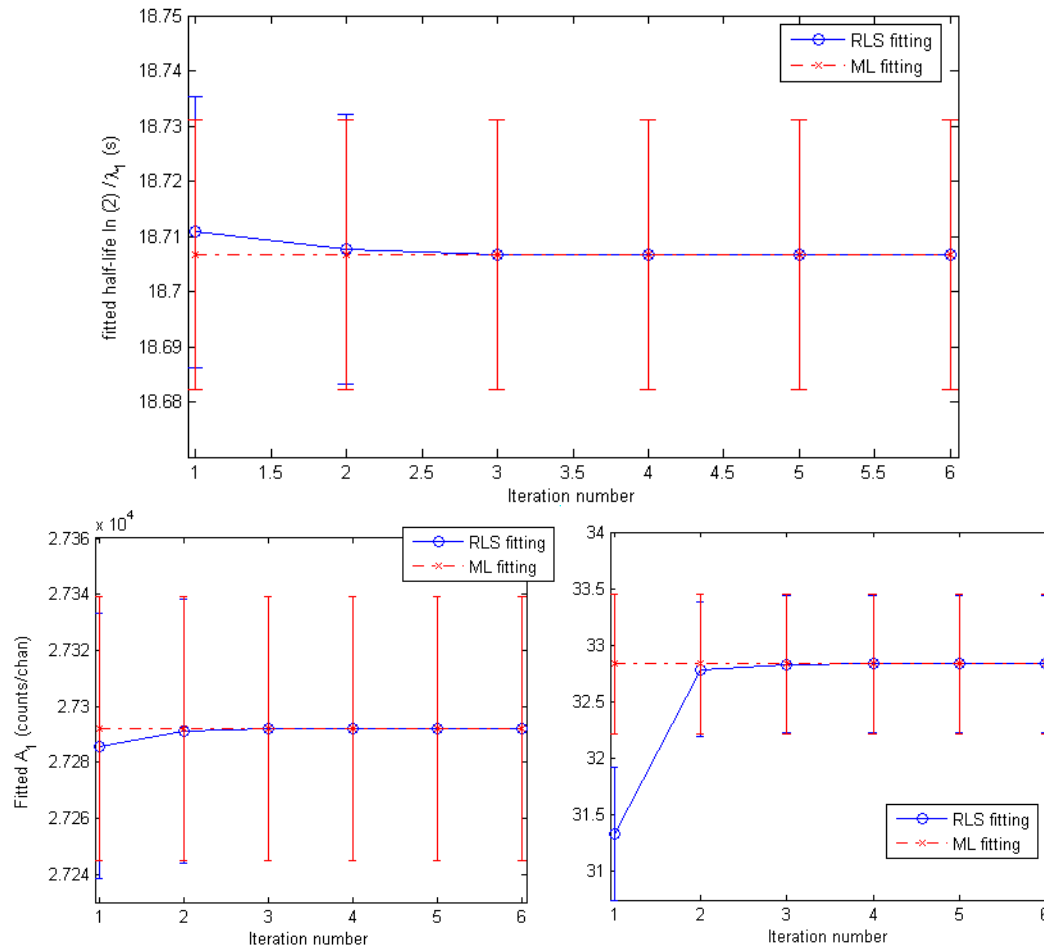 18.75
18.74
18.73
18.72
18.71
18.7
18.69
18.68
fitted half-life ln (2) /λ1 (s)
RLS fitting
ML fitting
1 1.5 2 2.5 3 3.5 4 4.5 5 5.5 6
Iteration number
x 10^4
2.736
2.734
2.732
2.73
2.728
2.726
2.724
Fitted A1 (counts/chan)
RLS fitting
ML fitting
1 2 3 4 5 6
Iteration number
34
33.5
33
32.5
32
31.5
31
RLS fitting
ML fitting
1 2 3 4 5 6
Iteration number